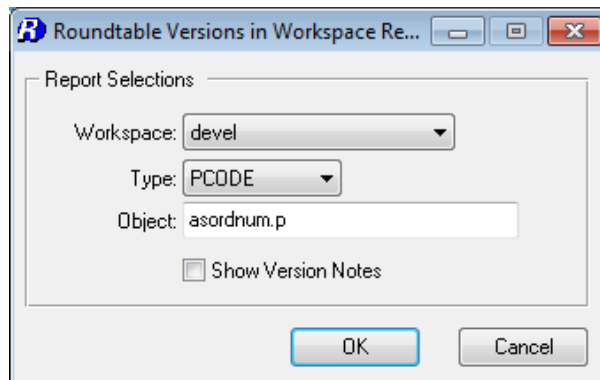 Roundtable Versions in Workspace Re...
Report Selections
Workspace: devel
Type: PCODE
Object: asordnum.p
Show Version Notes
OK Cancel